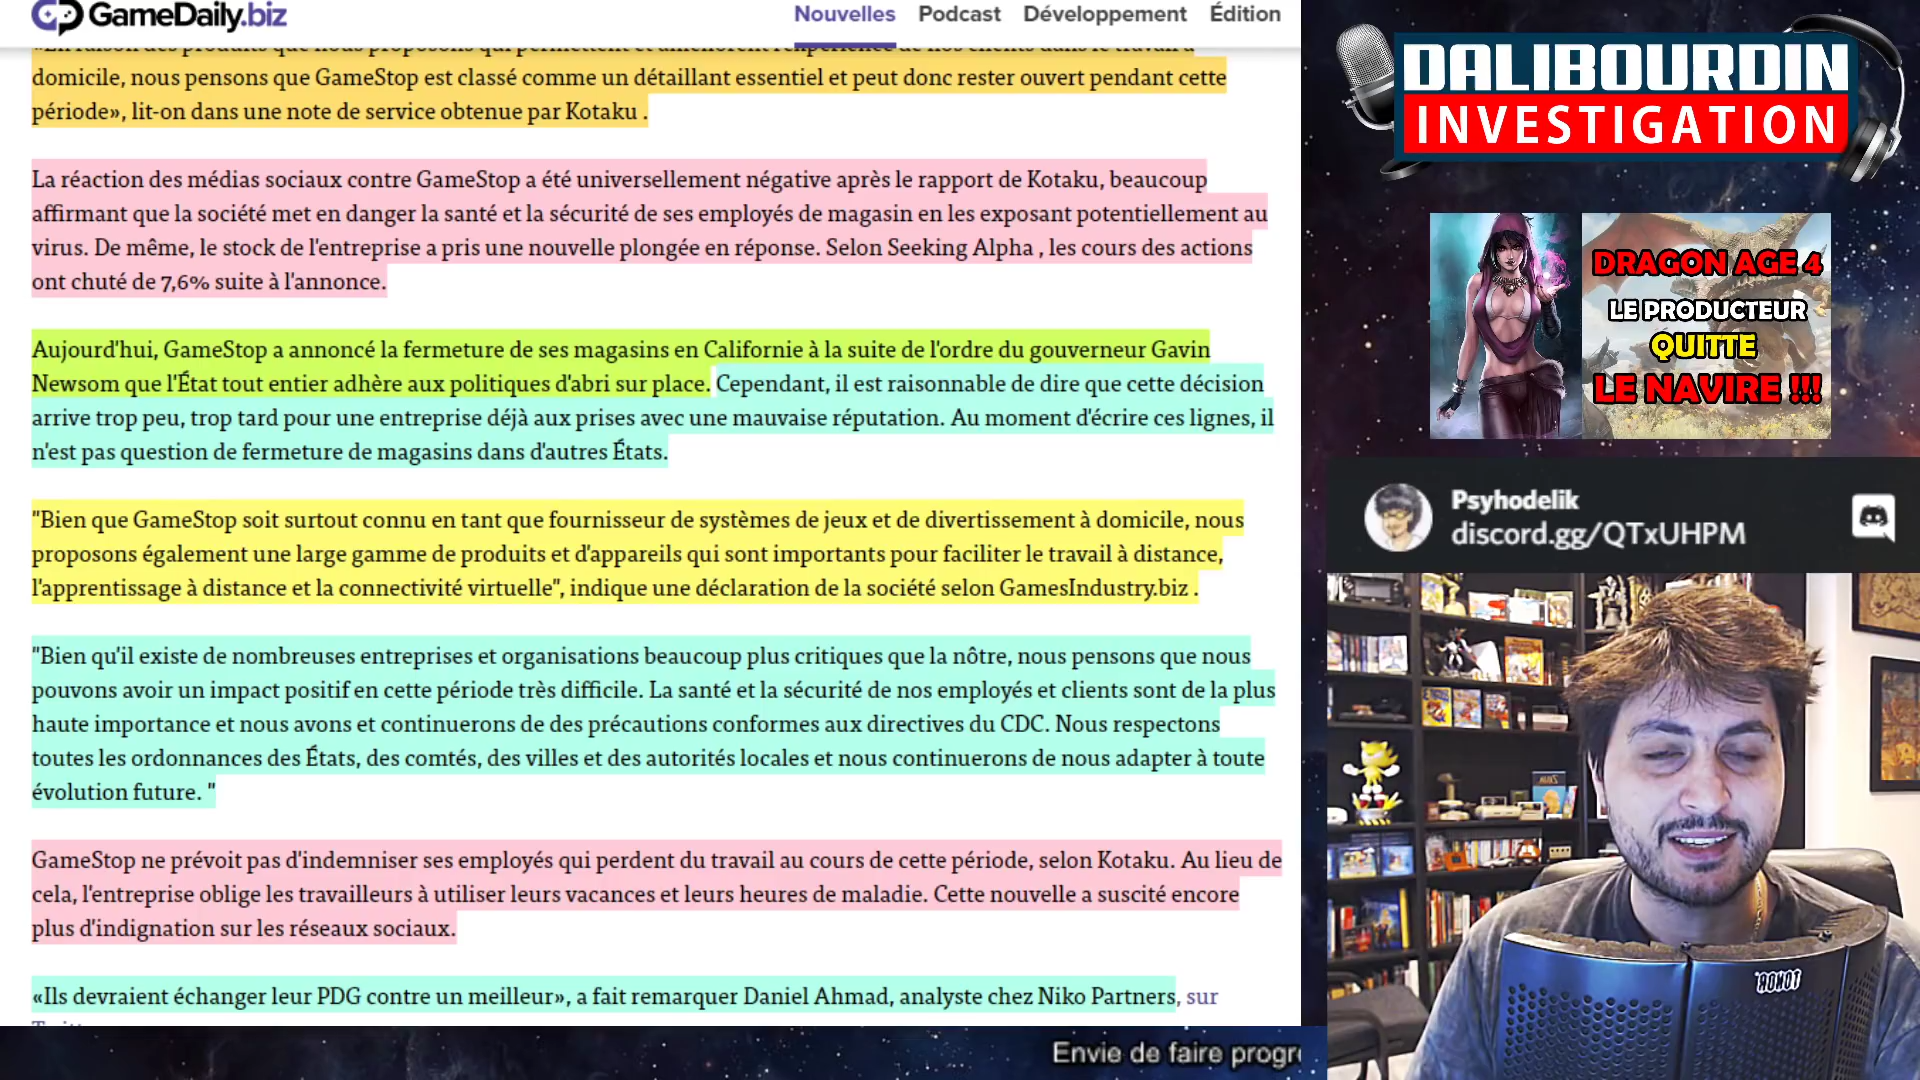 GameDaily.biz
Nouvelles Podcast Développement Édition
domicile, nous pensons que GameStop est classé comme un détaillant essentiel et peut donc rester ouvert pendant cette
période», lit-on dans une note de service obtenue par Kotaku .
La réaction des médias sociaux contre GameStop a été universellement négative après le rapport de Kotaku, beaucoup
affirmant que la société met en danger la santé et la sécurité de ses employés de magasin en les exposant potentiellement au
virus. De même, le stock de l'entreprise a pris une nouvelle plongée en réponse. Selon Seeking Alpha , les cours des actions
ont chuté de 7,6% suite à l'annonce.
Aujourd'hui, GameStop a annoncé la fermeture de ses magasins en Californie à la suite de l'ordre du gouverneur Gavin
Newsom que l'État tout entier adhère aux politiques d'abri sur place. Cependant, il est raisonnable de dire que cette décision
arrive trop peu, trop tard pour une entreprise déjà aux prises avec une mauvaise réputation. Au moment d'écrire ces lignes, il
n'est pas question de fermeture de magasins dans d'autres États.
"Bien que GameStop soit surtout connu en tant que fournisseur de systèmes de jeux et de divertissement à domicile, nous
proposons également une large gamme de produits et d'appareils qui sont importants pour faciliter le travail à distance,
l'apprentissage à distance et la connectivité virtuelle", indique une déclaration de la société selon GamesIndustry.biz .
"Bien qu'il existe de nombreuses entreprises et organisations beaucoup plus critiques que la nôtre, nous pensons que nous
pouvons avoir un impact positif en cette période très difficile. La santé et la sécurité de nos employés et clients sont de la plus
haute importance et nous avons et continuerons de des précautions conformes aux directives du CDC. Nous respectons
toutes les ordonnances des États, des comtés, des villes et des autorités locales et nous continuerons de nous adapter à toute
évolution future. "
GameStop ne prévoit pas d'indemniser ses employés qui perdent du travail au cours de cette période, selon Kotaku. Au lieu de
cela, l'entreprise oblige les travailleurs à utiliser leurs vacances et leurs heures de maladie. Cette nouvelle a suscité encore
plus d'indignation sur les réseaux sociaux.
«Ils devraient échanger leur PDG contre un meilleur», a fait remarquer Daniel Ahmad, analyste chez Niko Partners, sur
Envie de faire progr
DALIBOURDIN
INVESTIGATION
DRAGON AGE 4
LE PRODUCTEUR
QUITTE
LE NAVIRE !!!
Psyhodelik
discord.gg/QTxUHPM